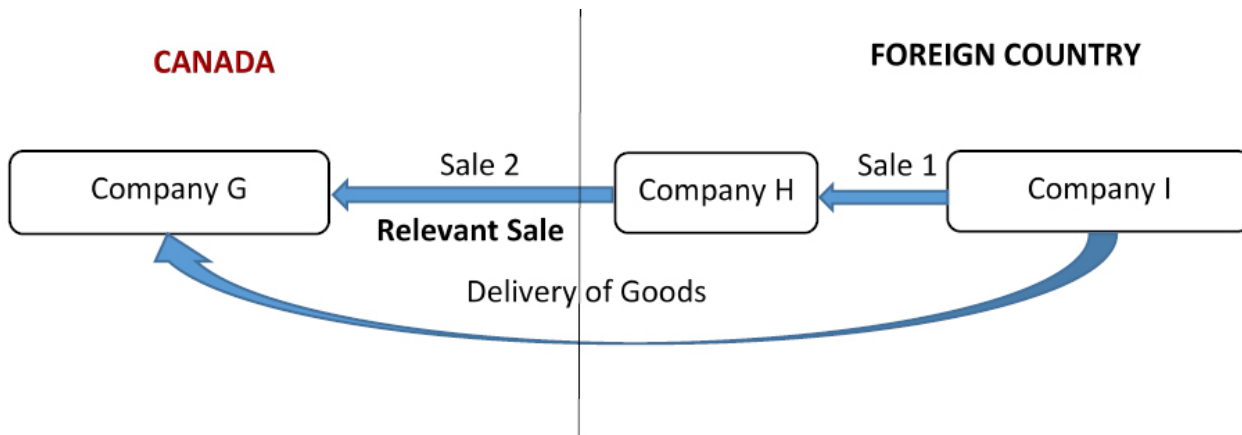 CANADA
FOREIGN COUNTRY
Company G
Sale 2
Relevant Sale
Company H
Sale 1
Company I
Delivery of Goods